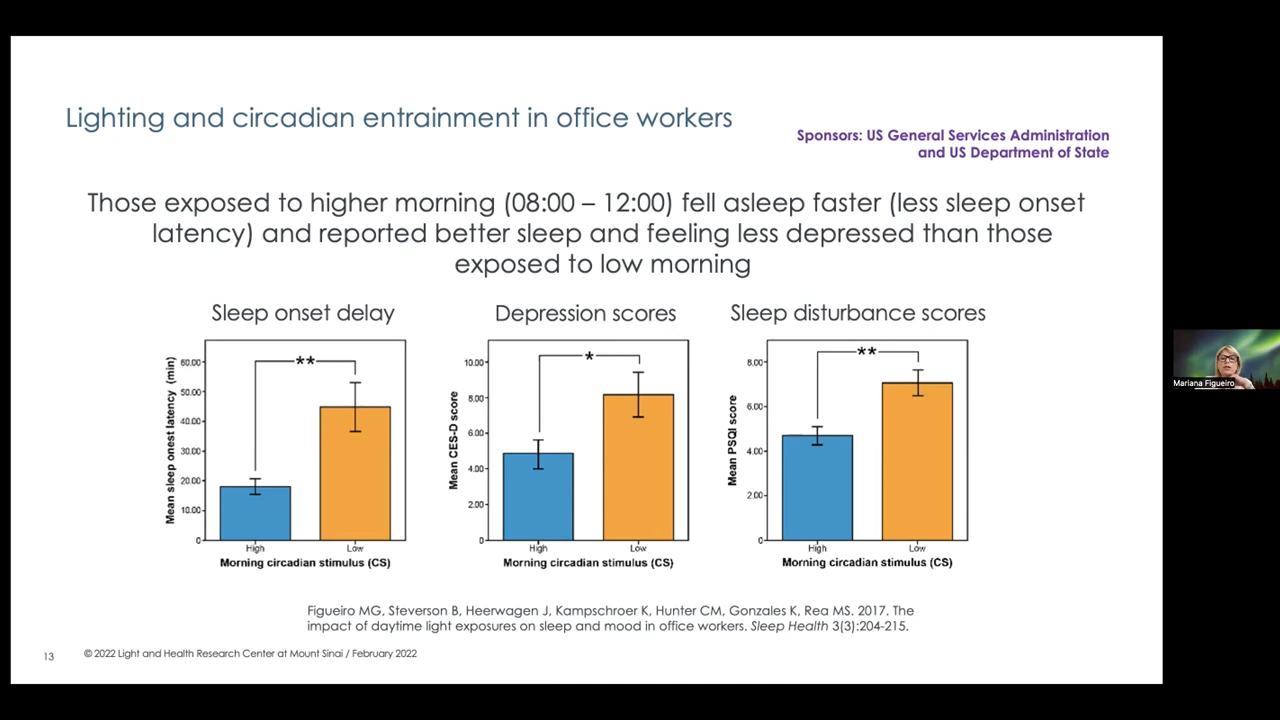 Lighting and circadian entrainment in office workers
Sponsors: US General Services Administration
and US Department of State
Those exposed to higher morning (08:00 – 12:00) fell asleep faster (less sleep onset
latency) and reported better sleep and feeling less depressed than those
exposed to low morning
Sleep onset delay
Mean sleep onest latency (min)
60.00
50.00
40.00
30.00
20.00
10.00
0
**
High
Low
Morning circadian stimulus (CS)
Depression scores
Mean CES-D score
10.00
8.00
6.00
4.00
2.00
0
*
High
Low
Morning circadian stimulus (CS)
Sleep disturbance scores
Mean PSQI score
8.00
6.00
4.00
2.00
0
**
High
Low
Morning circadian stimulus (CS)
Mariana Figueiro
Figueiro MG, Steverson B, Heerwagen J, Kampschroer K, Hunter CM, Gonzales K, Rea MS. 2017. The
impact of daytime light exposures on sleep and mood in office workers. Sleep Health 3(3):204-215.
13
© 2022 Light and Health Research Center at Mount Sinai / February 2022